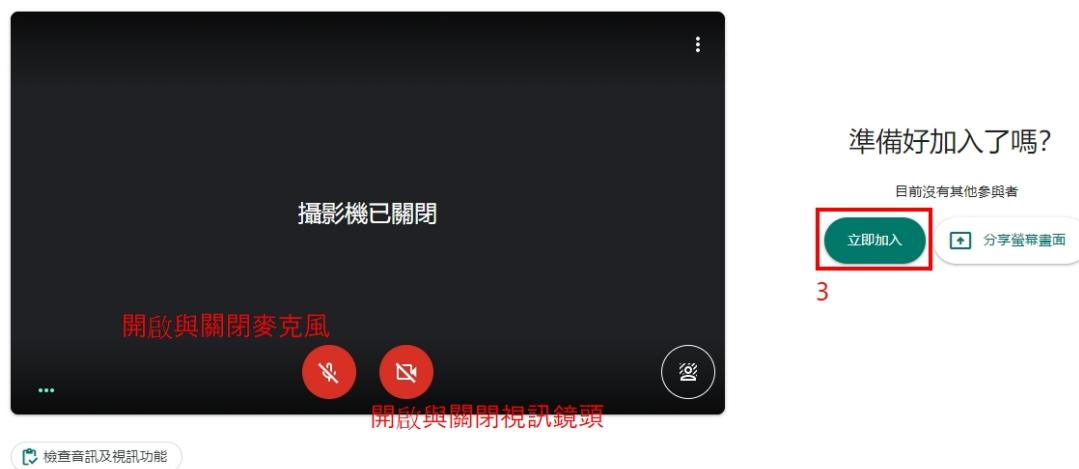 攝影機已關閉
開啟與關閉麥克風
開啟與關閉視訊鏡頭
檢查音訊及視訊功能
準備好加入了嗎?
目前沒有其他參與者
立即加入
分享螢幕畫面
3